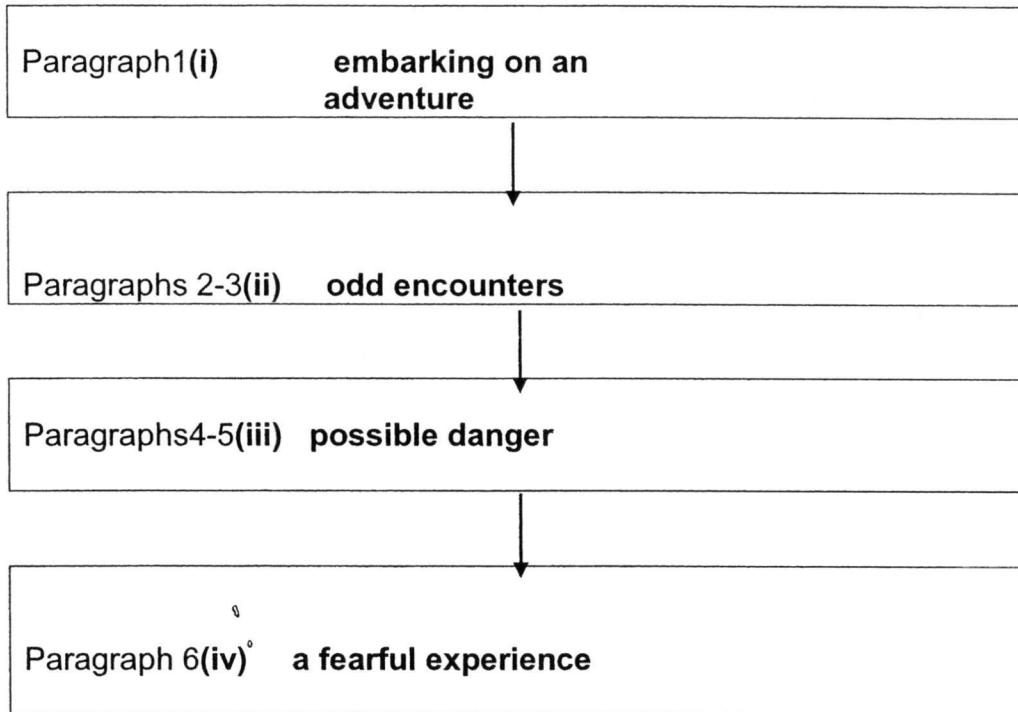 Paragraph1(i) embarking on an
adventure
Paragraphs 2-3(ii) odd encounters
Paragraphs4-5(iii) possible danger
Paragraph 6(iv) a fearful experience